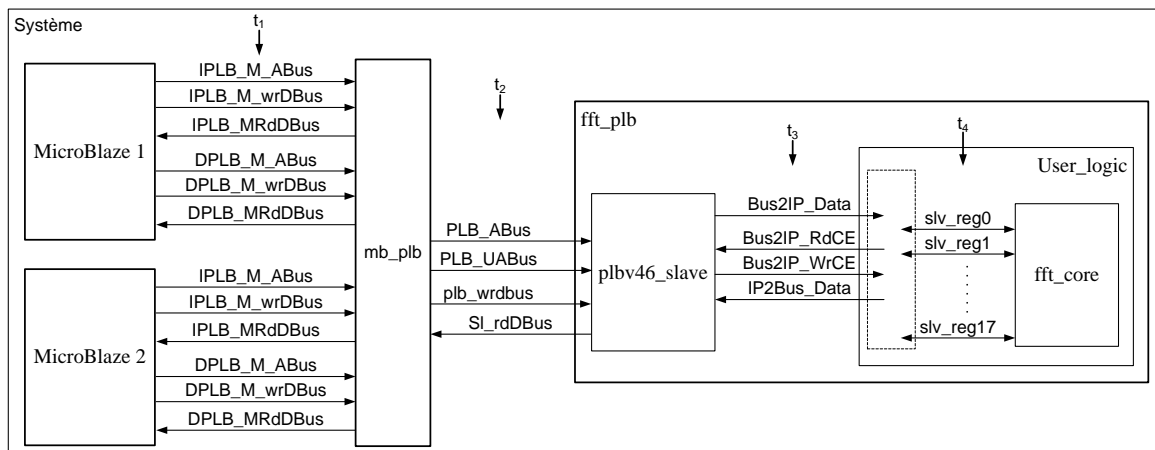 Système
t1
IPLB_M_ABus
IPLB_M_wrDBus
IPLB_MRdDBus
DPLB_M_ABus
DPLB_M_wrDBus
DPLB_MRdDBus
MicroBlaze 1
IPLB_M_ABus
IPLB_M_wrDBus
IPLB_MRdDBus
DPLB_M_ABus
DPLB_M_wrDBus
DPLB_MRdDBus
MicroBlaze 2
mb_plb
t2
PLB_ABus
PLB_UABus
plb_wrdbus
Sl_rdDBus
fft_plb
plbv46_slave
t3
Bus2IP_Data
Bus2IP_RdCE
Bus2IP_WrCE
IP2Bus_Data
t4
User_logic
slv_reg0
slv_reg1
slv_reg17
fft_core